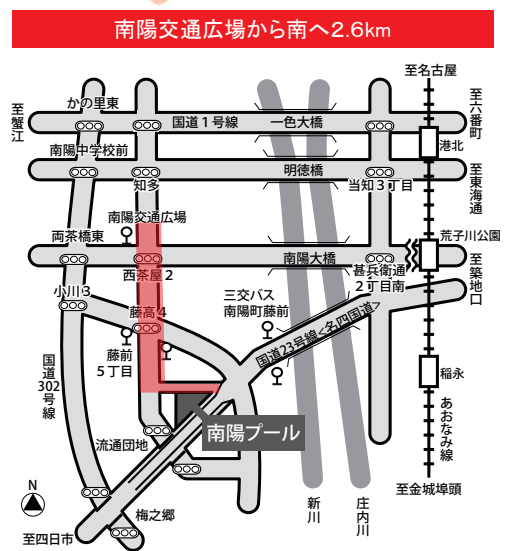 南陽交通広場から南へ2.6km
至名古屋
至蟹江
かの里東
国道1号線
一色大橋
至六番町
港北
南陽中学校前
知多
明徳橋
当知3丁目
至東海通
南陽交通広場
荒子川公園
両茶橋東
西茶屋2
南陽大橋
甚兵衛通
2丁目南
至築地口
小川3
藤高4
三交バス
南陽町藤前
国道23号線<名四国道>
藤前
5丁目
国道302号線
稲永
あおなみ線
南陽プール
流通団地
N
梅之郷
至四日市
新川
庄内川
至金城埠頭